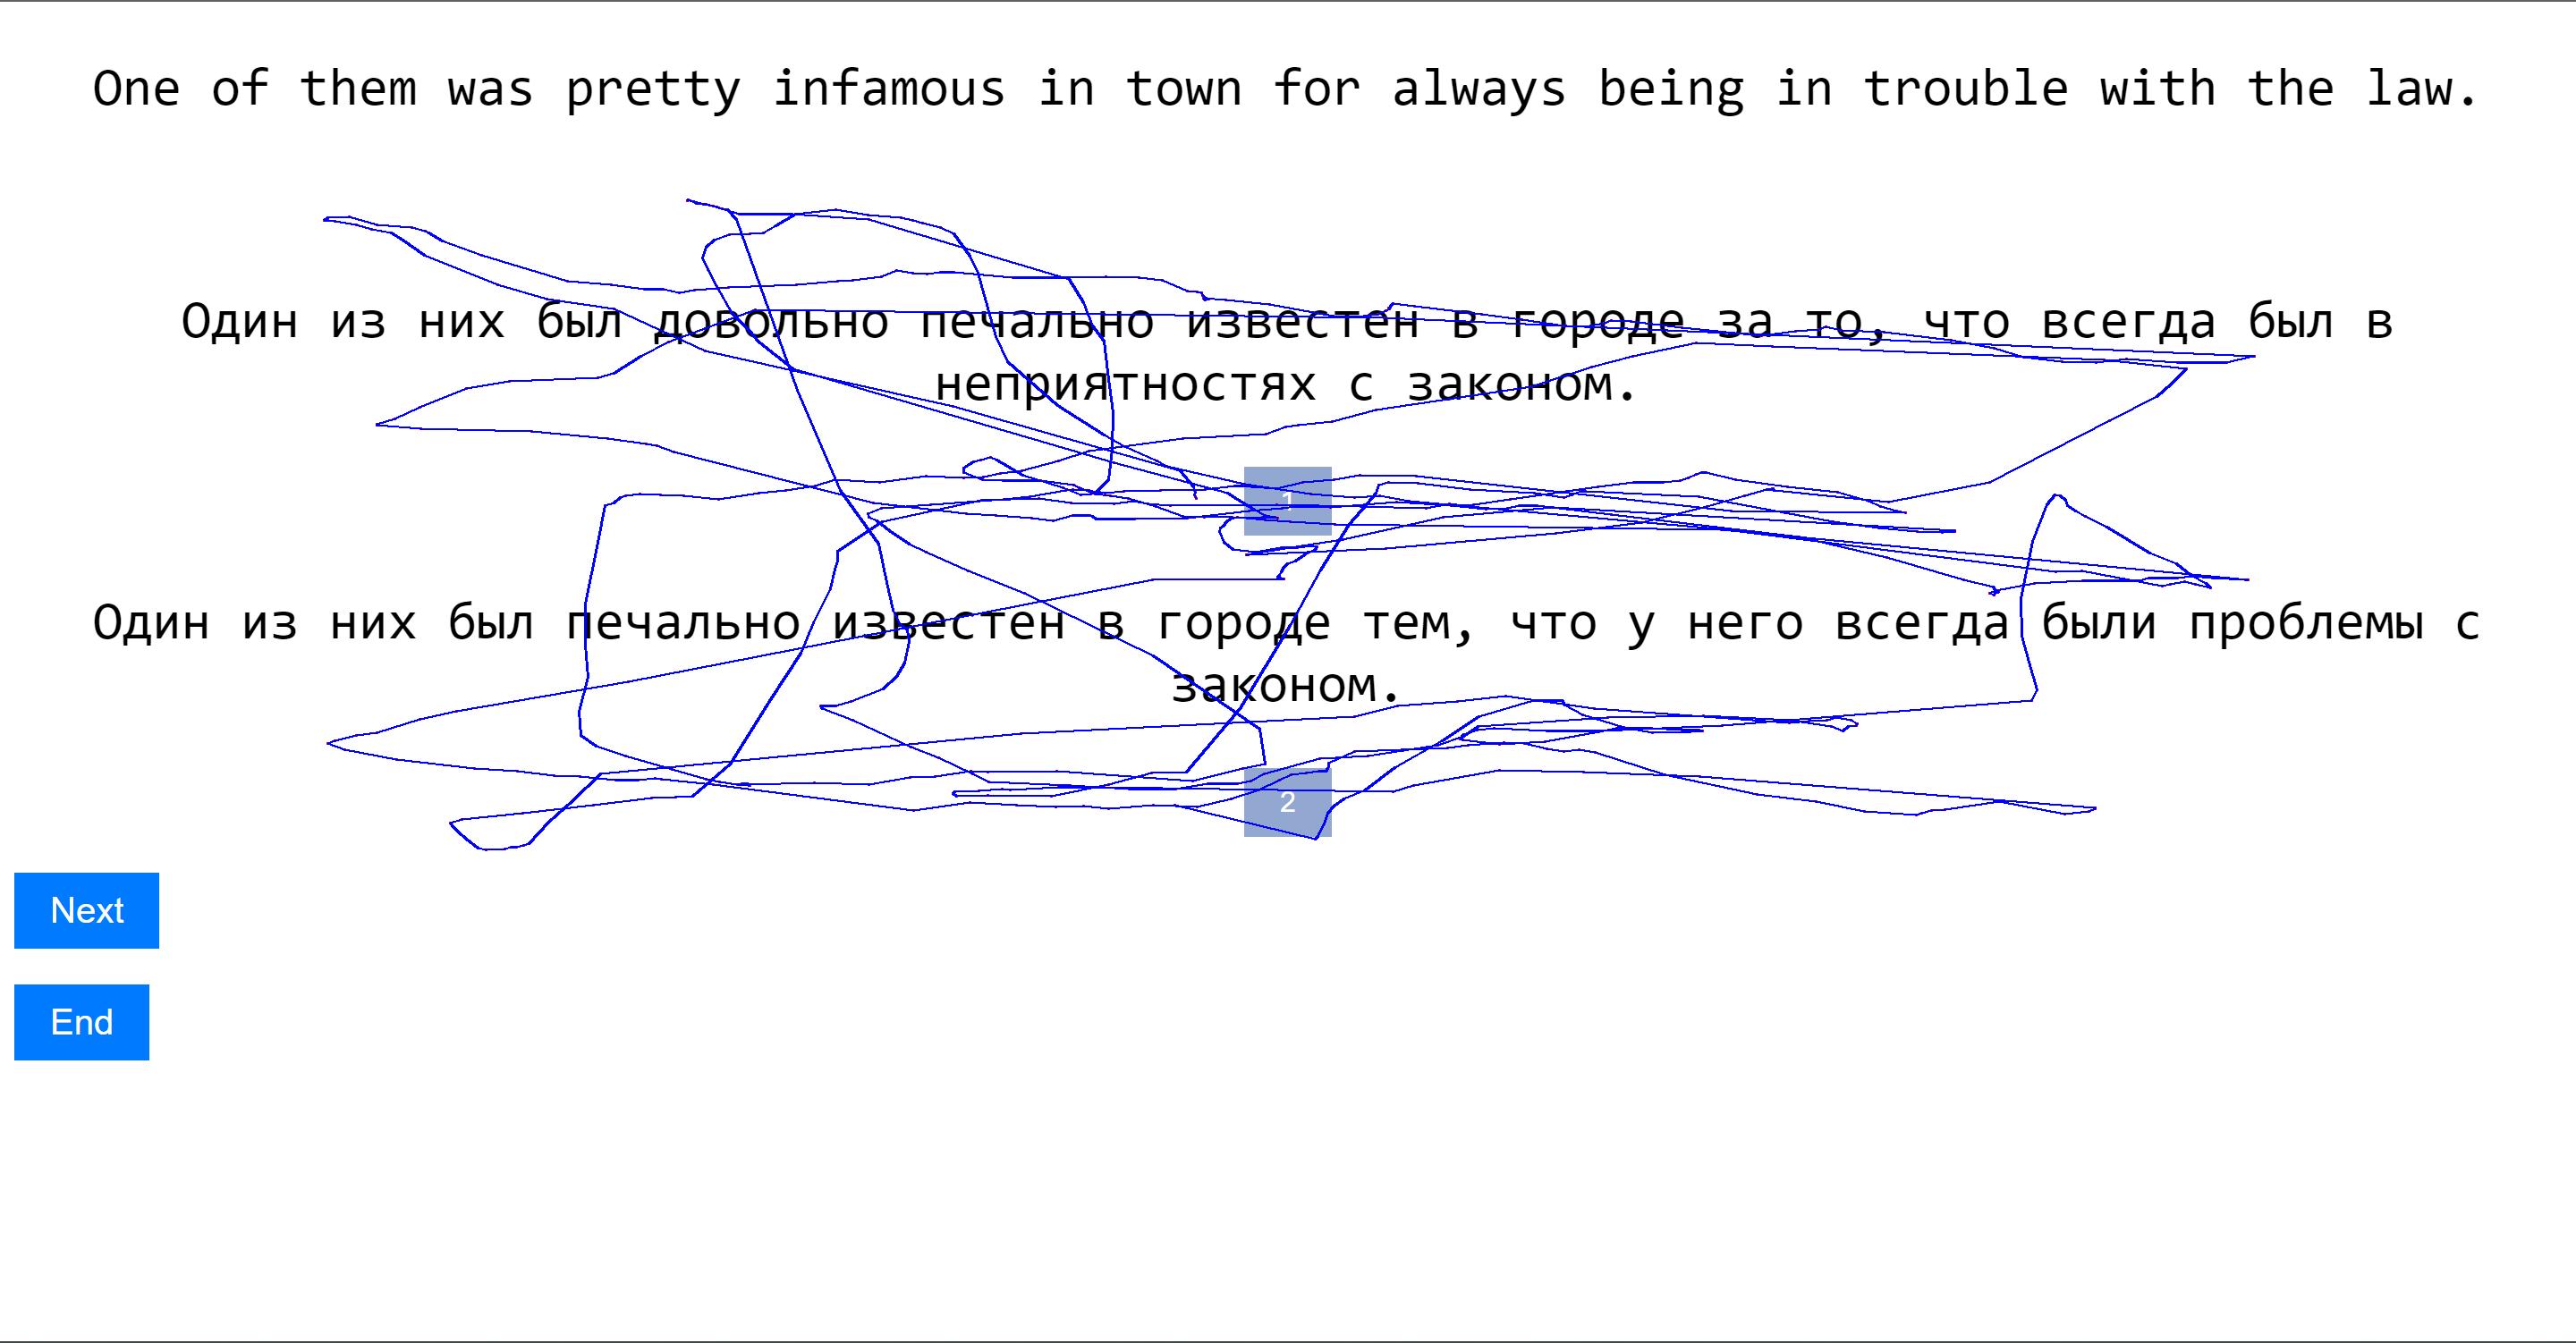 One of them was pretty infamous in town for always being in trouble with the law.
Один из них был довольно печально известен в городе за то, что всегда был в
неприятностях с законом.
1
Один из них был печально известен в городе тем, что у него всегда были проблемы с
законом.
2
Next
End